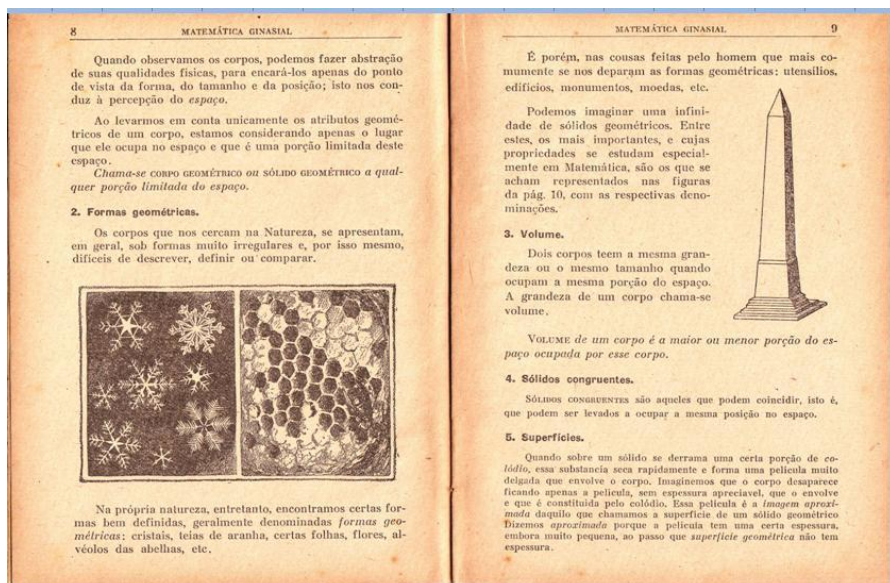 8 MATEMÁTICA GINASIAL
Quando observamos os corpos, podemos fazer abstração
de suas qualidades físicas, para encará-los apenas do ponto
de vista da forma, do tamanho e da posição; isto nos con-
duz à percepção do espaço.
Ao levarmos em conta unicamente os atributos geomé-
tricos de um corpo, estamos considerando apenas o lugar
que ele ocupa no espaço e que é uma porção limitada deste
espaço.
Chama-se CORPO GEOMÉTRICO ou SÓLIDO GEOMÉTRICO a qual-
quer porção limitada do espaço.
2. Formas geométricas.
Os corpos que nos cercam na Natureza, se apresentam,
em geral, sob formas muito irregulares e, por isso mesmo,
difíceis de descrever, definir ou comparar.
Na própria natureza, entretanto, encontramos certas for-
mas bem definidas, geralmente denominadas formas geo-
métricas: cristais, teias de aranha, certas folhas, flores, al-
véolos das abelhas, etc.
MATEMÁTICA GINASIAL 9
É porém, nas cousas feitas pelo homem que mais co-
mumente se nos deparam as formas geométricas: utensílios,
edifícios, monumentos, moedas, etc.
Podemos imaginar uma infini-
dade de sólidos geométricos. Entre
estes, os mais importantes, e cujas
propriedades se estudam especial-
mente em Matemática, são os que se
acham representados nas figuras
da pág. 10, com as respectivas deno-
minações.
3. Volume.
Dois corpos teem a mesma gran-
deza ou o mesmo tamanho quando
ocupam a mesma porção do espaço.
A grandeza de um corpo chama-se
volume.
VOLUME de um corpo é a maior ou menor porção do es-
paço ocupada por esse corpo.
4. Sólidos congruentes.
SÓLIDOS CONGRUENTES são aqueles que podem coincidir, isto é,
que podem ser levados a ocupar a mesma posição no espaço.
5. Superfícies.
Quando sobre um sólido se derrama uma certa porção de co-
lódio, essa substancia seca rapidamente e forma uma pelicula muito
delgada que envolve o corpo. Imaginemos que o corpo desaparece
ficando apenas a pelicula, sem espessura apreciavel, que o envolve
e que é constituida pelo colódio. Essa pelicula é a imagem aproxi-
mada daquilo que chamamos a superficie de um sólido geométrico
Dizemos aproximada porque a pelicula tem uma certa espessura,
embora muito pequena, ao passo que superfície geométrica não tem
espessura.